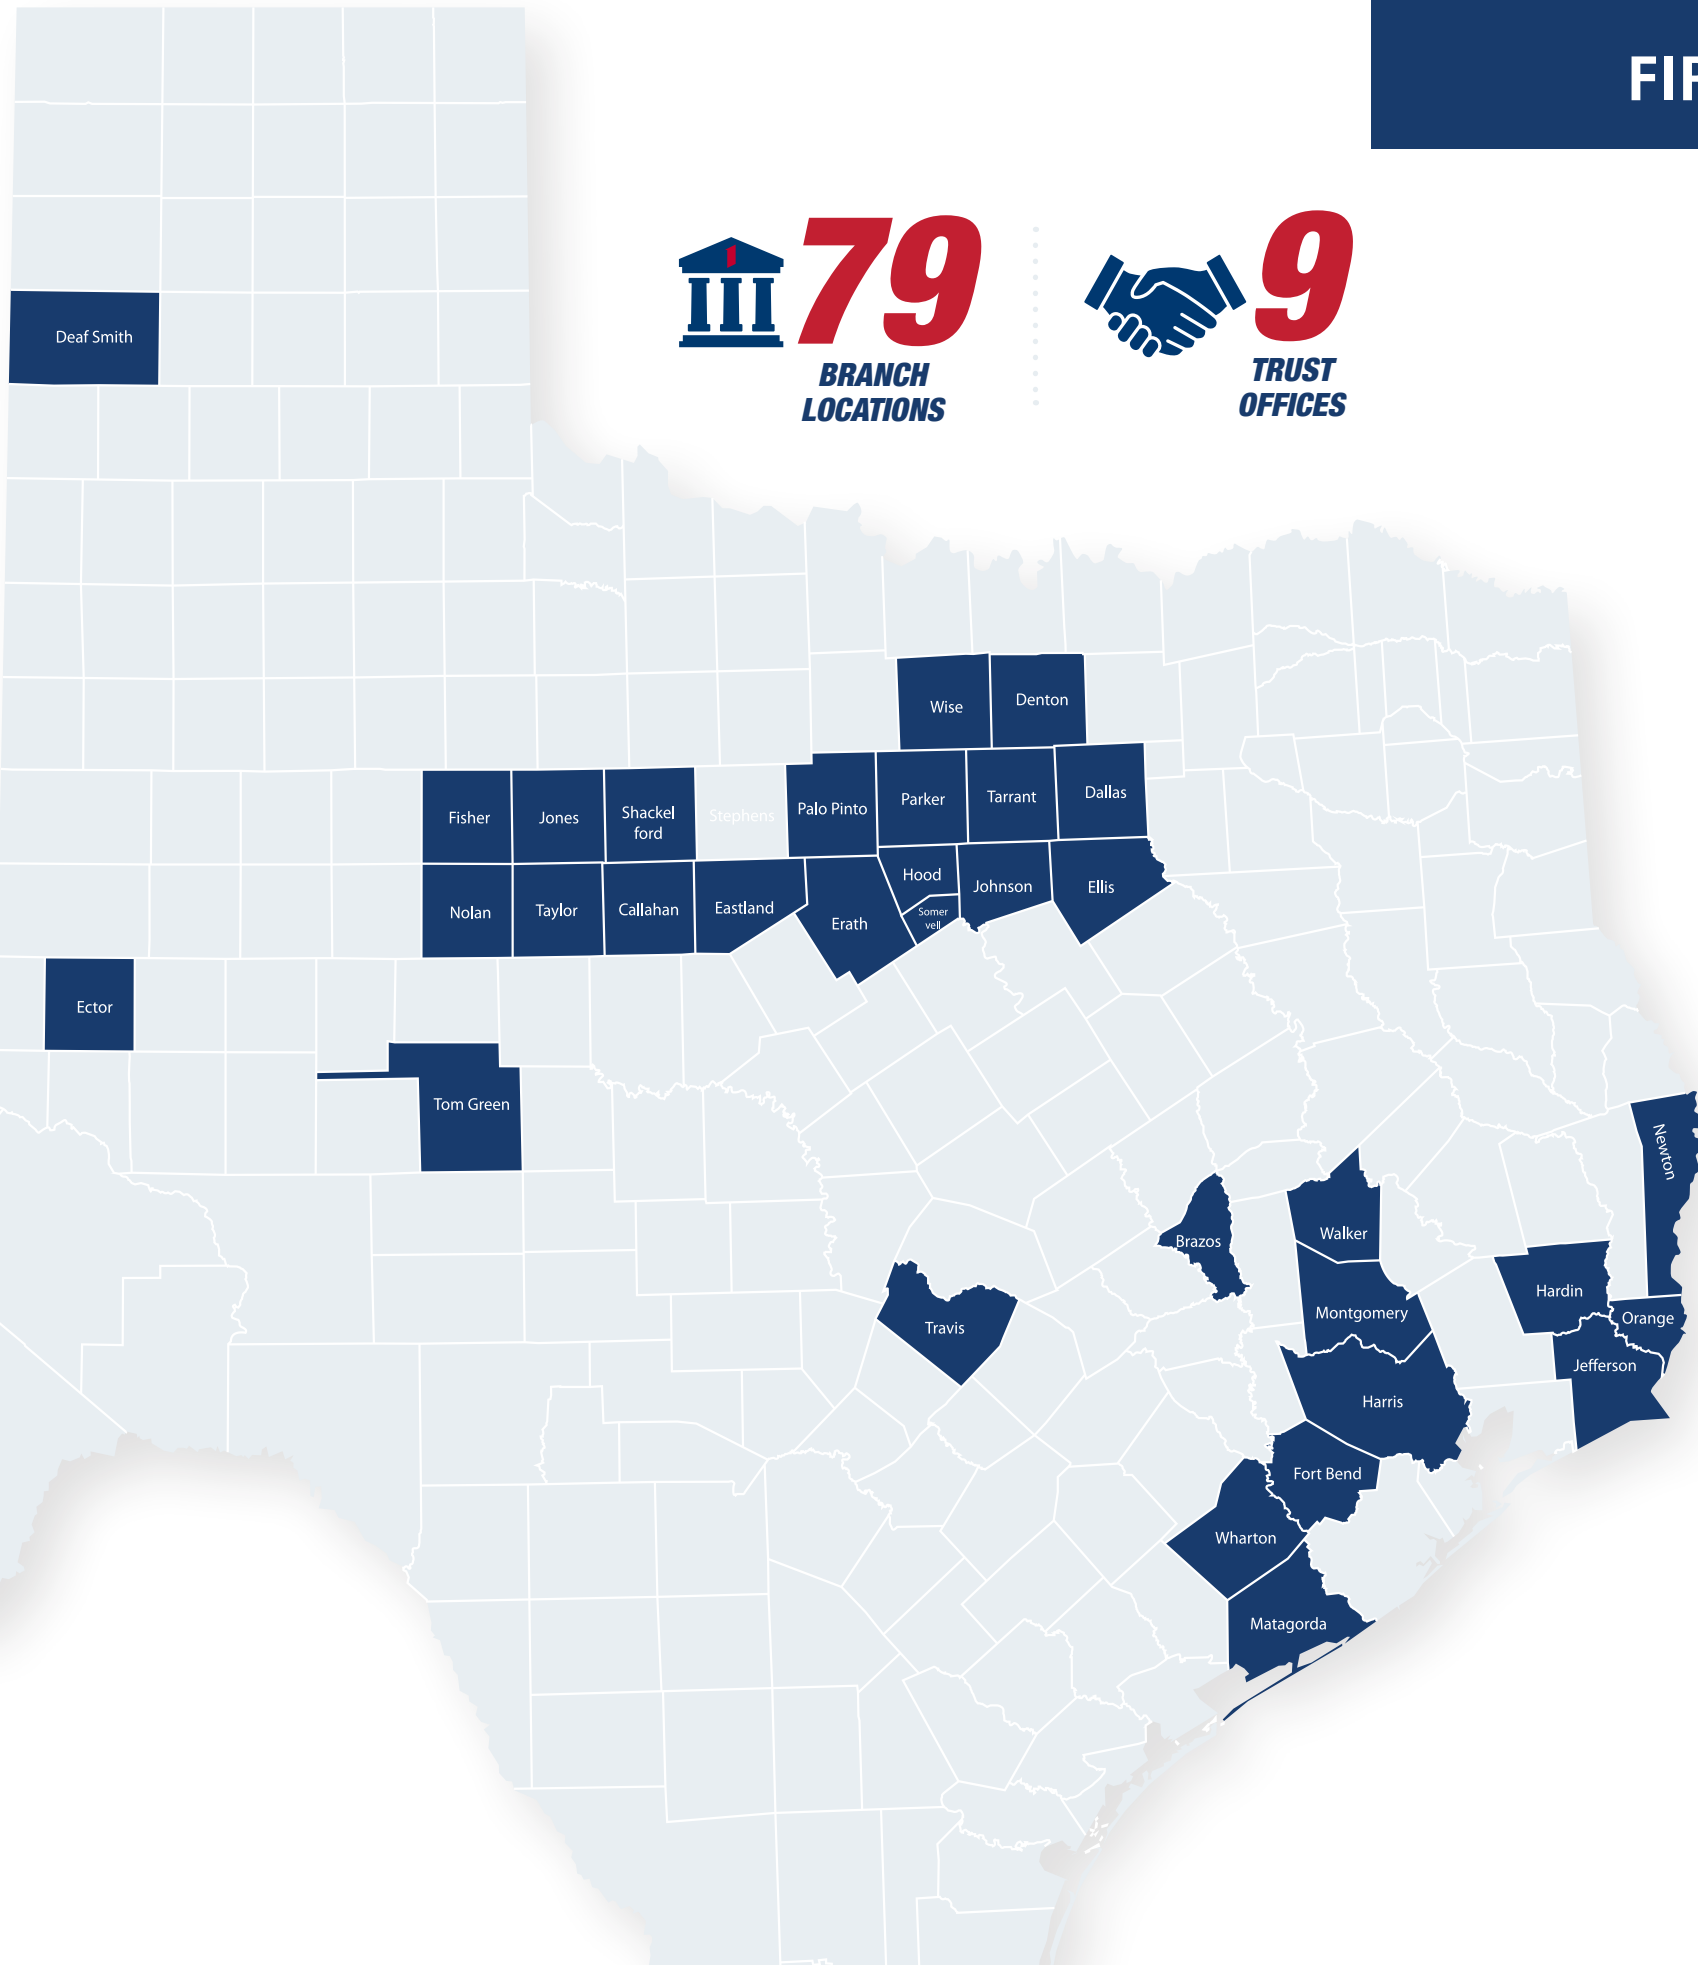 FIR
79
BRANCH
LOCATIONS
9
TRUST
OFFICES
Deaf Smith
Wise
Denton
Fisher
Jones
Shackel
ford
Stephens
Palo Pinto
Parker
Tarrant
Dallas
Nolan
Taylor
Callahan
Eastland
Erath
Hood
Somer
vell
Johnson
Ellis
Ector
Tom Green
Newton
Brazos
Walker
Travis
Montgomery
Hardin
Orange
Jefferson
Harris
Fort Bend
Wharton
Matagorda